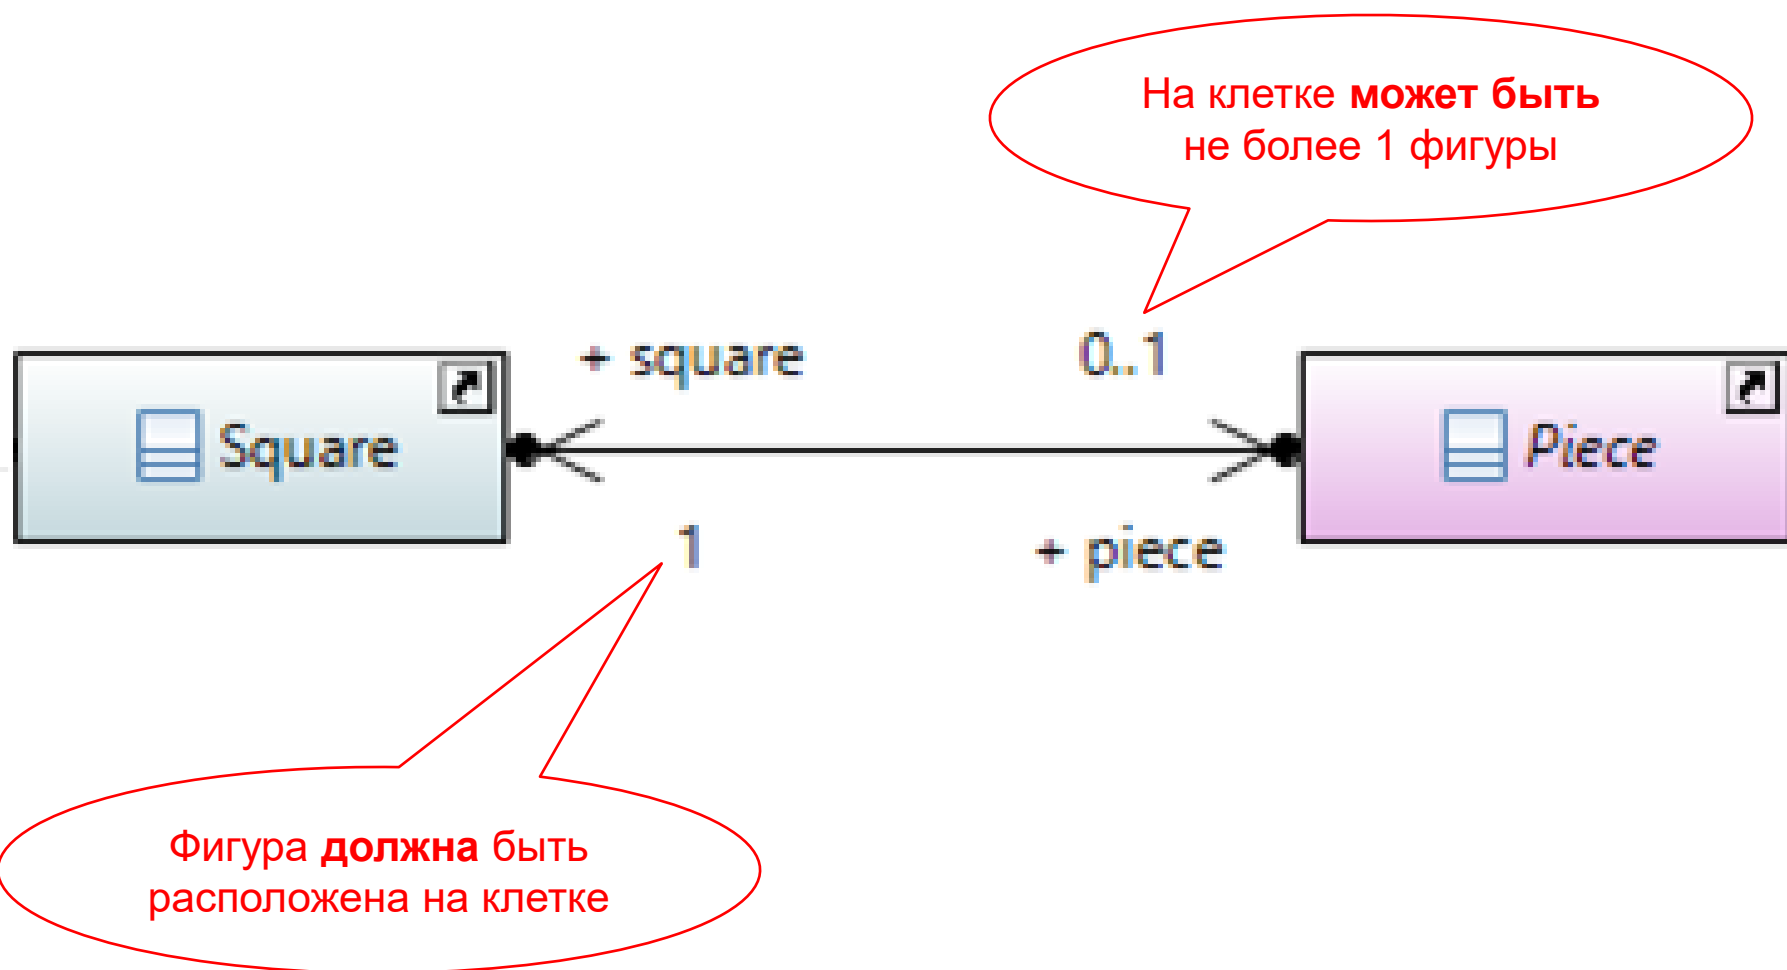 На клетке может быть
не более 1 фигуры
+ square
0..1
Square
Piece
1
+ piece
Фигура должна быть
расположена на клетке